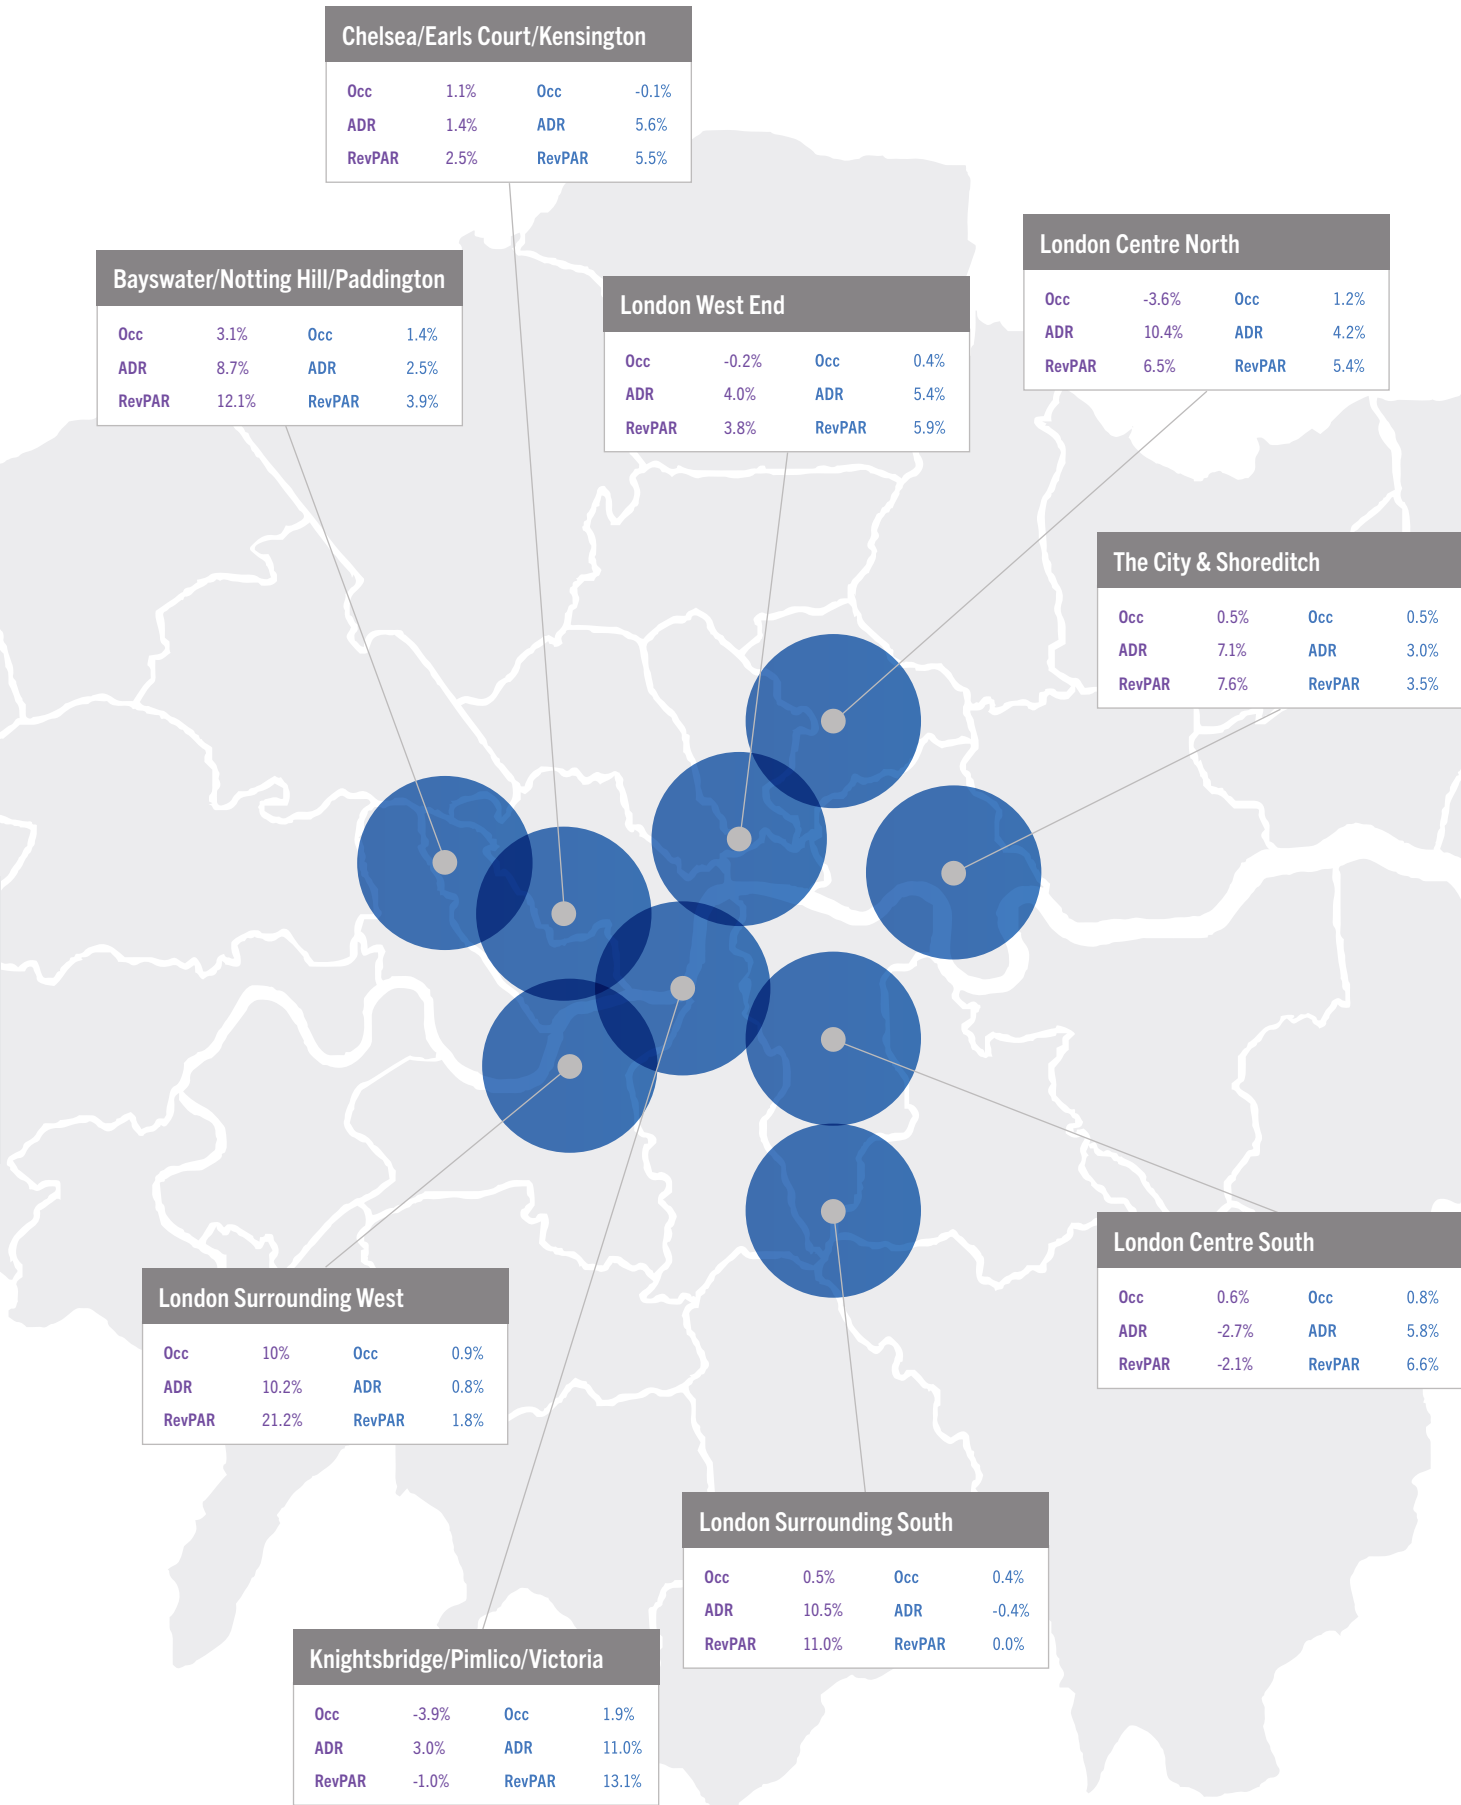 Chelsea/Earls Court/Kensington
Occ 1.1% Occ -0.1%
ADR 1.4% ADR 5.6%
RevPAR 2.5% RevPAR 5.5%
London Centre North
Occ -3.6% Occ 1.2%
ADR 10.4% ADR 4.2%
RevPAR 6.5% RevPAR 5.4%
Bayswater/Notting Hill/Paddington
Occ 3.1% Occ 1.4%
ADR 8.7% ADR 2.5%
RevPAR 12.1% RevPAR 3.9%
London West End
Occ -0.2% Occ 0.4%
ADR 4.0% ADR 5.4%
RevPAR 3.8% RevPAR 5.9%
The City & Shoreditch
Occ 0.5% Occ 0.5%
ADR 7.1% ADR 3.0%
RevPAR 7.6% RevPAR 3.5%
London Centre South
Occ 0.6% Occ 0.8%
ADR -2.7% ADR 5.8%
RevPAR -2.1% RevPAR 6.6%
London Surrounding West
Occ 10% Occ 0.9%
ADR 10.2% ADR 0.8%
RevPAR 21.2% RevPAR 1.8%
London Surrounding South
Occ 0.5% Occ 0.4%
ADR 10.5% ADR -0.4%
RevPAR 11.0% RevPAR 0.0%
Knightsbridge/Pimlico/Victoria
Occ -3.9% Occ 1.9%
ADR 3.0% ADR 11.0%
RevPAR -1.0% RevPAR 13.1%